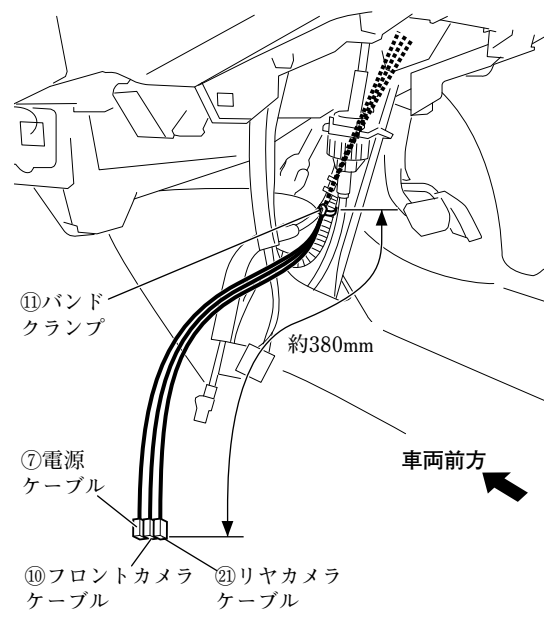 ⑪バンド
クランプ
約380mm
⑦電源
ケーブル
車両前方
⑩フロントカメラ
ケーブル
㉑リヤカメラ
ケーブル